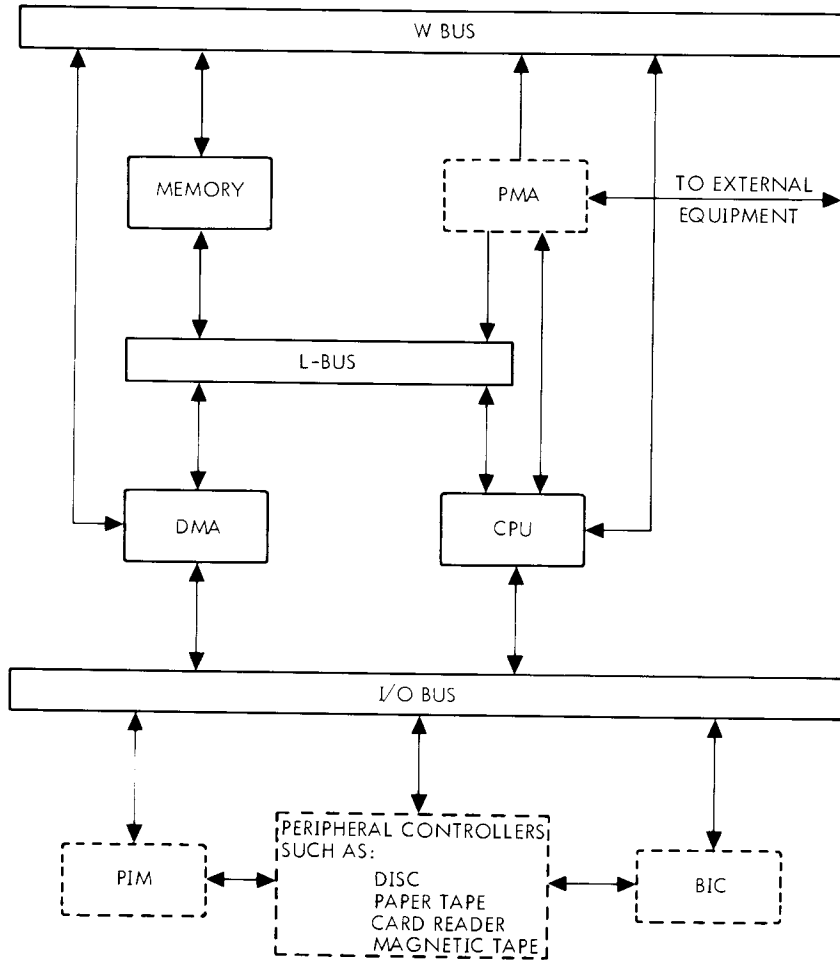 W BUS
MEMORY
PMA
TO EXTERNAL
EQUIPMENT
L-BUS
DMA
CPU
I/O BUS
PERIPHERAL CONTROLLERS
SUCH AS:
DISC
PAPER TAPE
CARD READER
MAGNETIC TAPE
PIM
BIC